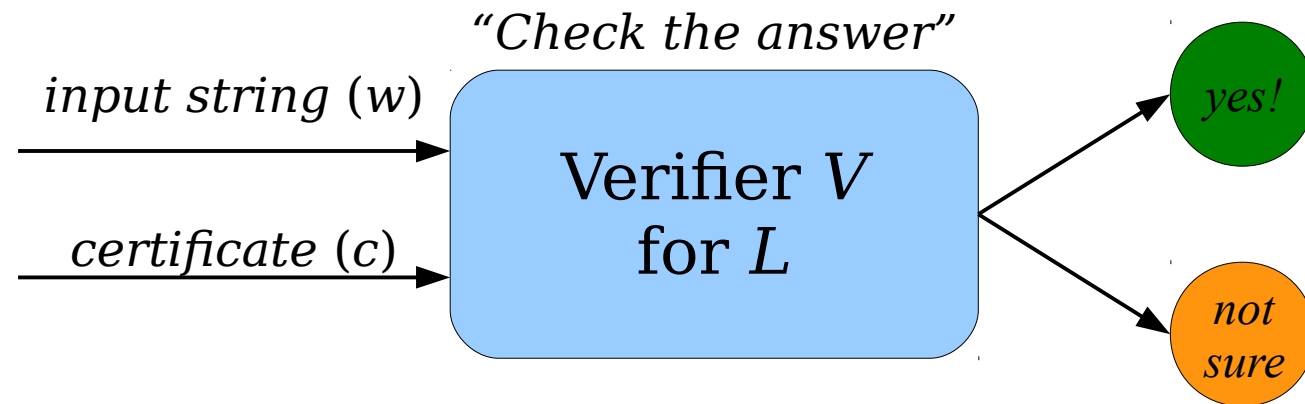 “Check the answer”
input string (w)
certificate (c)
Verifier V
for L
yes!
not
sure